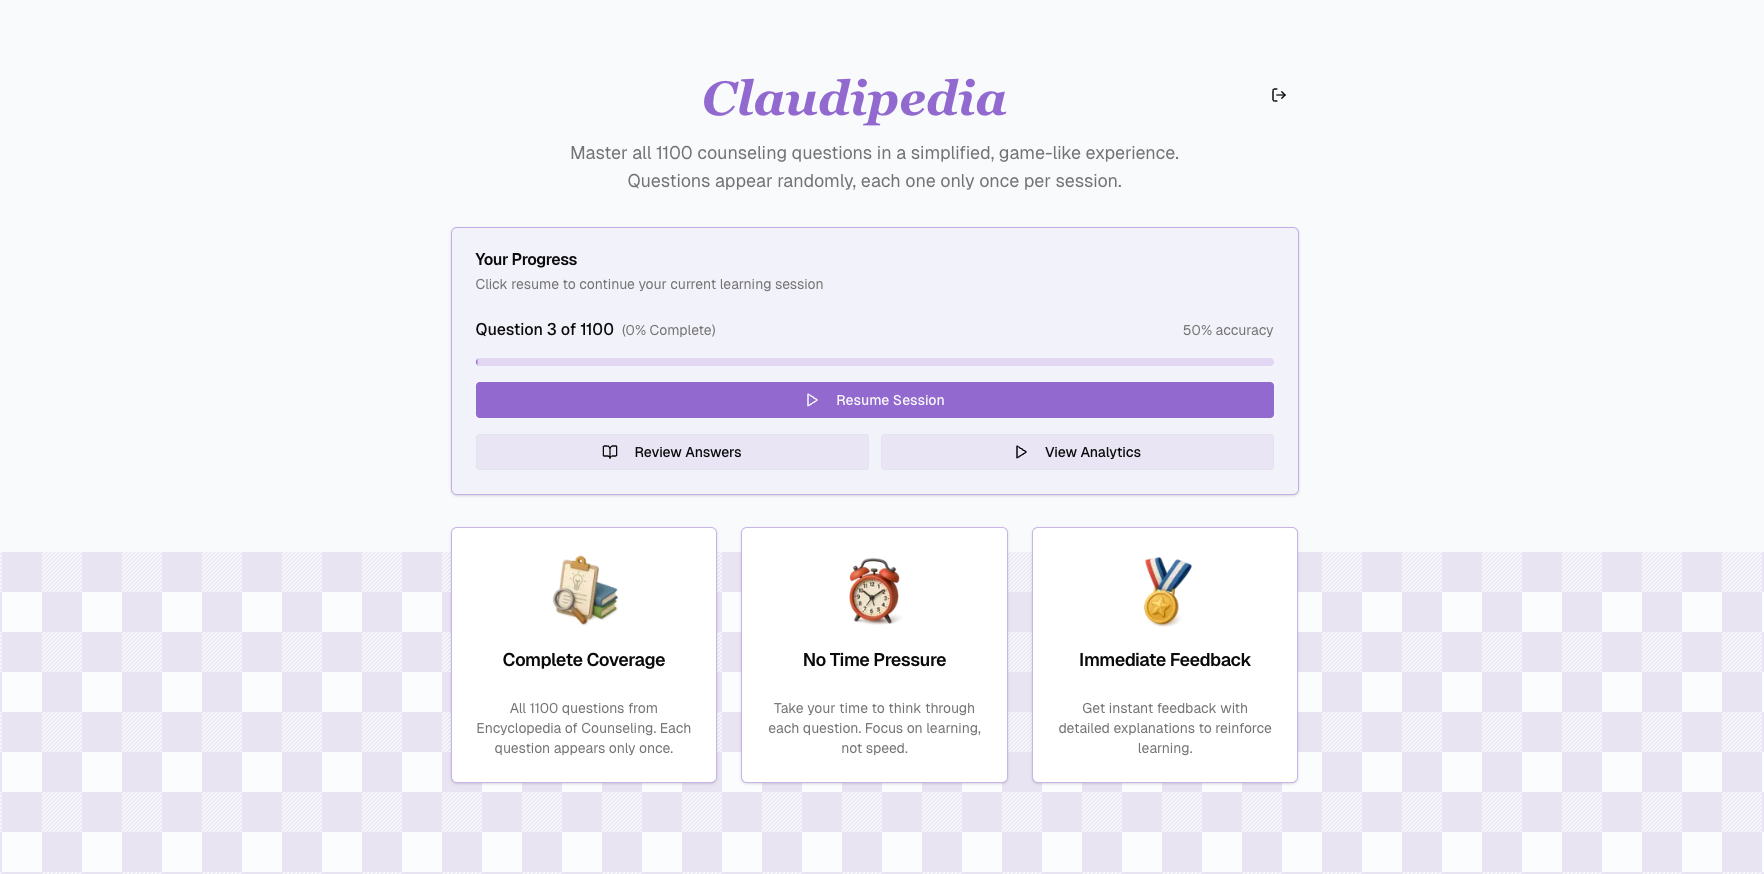 Claudipedia
Master all 1100 counseling questions in a simplified, game-like experience.
Questions appear randomly, each one only once per session.
Your Progress
Click resume to continue your current learning session
Question 3 of 1100 (0% Complete)
50% accuracy
Resume Session
Review Answers
View Analytics
Complete Coverage
All 1100 questions from
Encyclopedia of Counseling. Each
question appears only once.
No Time Pressure
Take your time to think through
each question. Focus on learning,
not speed.
Immediate Feedback
Get instant feedback with
detailed explanations to reinforce
learning.